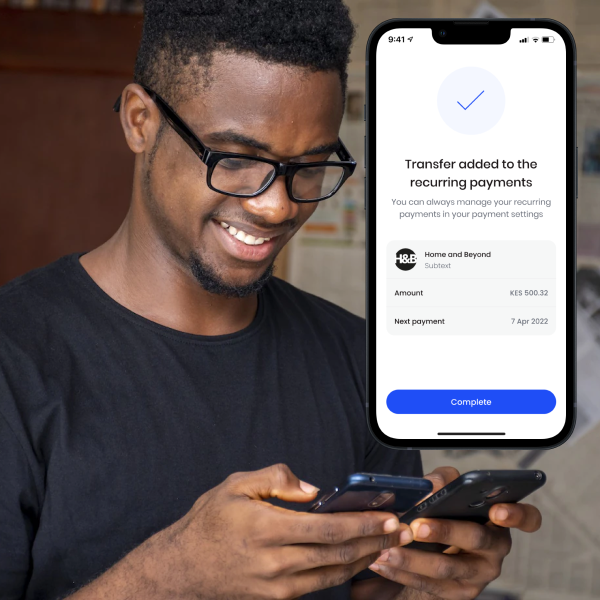 9:41
Transfer added to the
recurring payments
You can always manage your recurring
payments in your payment settings
H&B
Home and Beyond
Subtext
Amount
KES 500.32
Next payment
7 Apr 2022
Complete